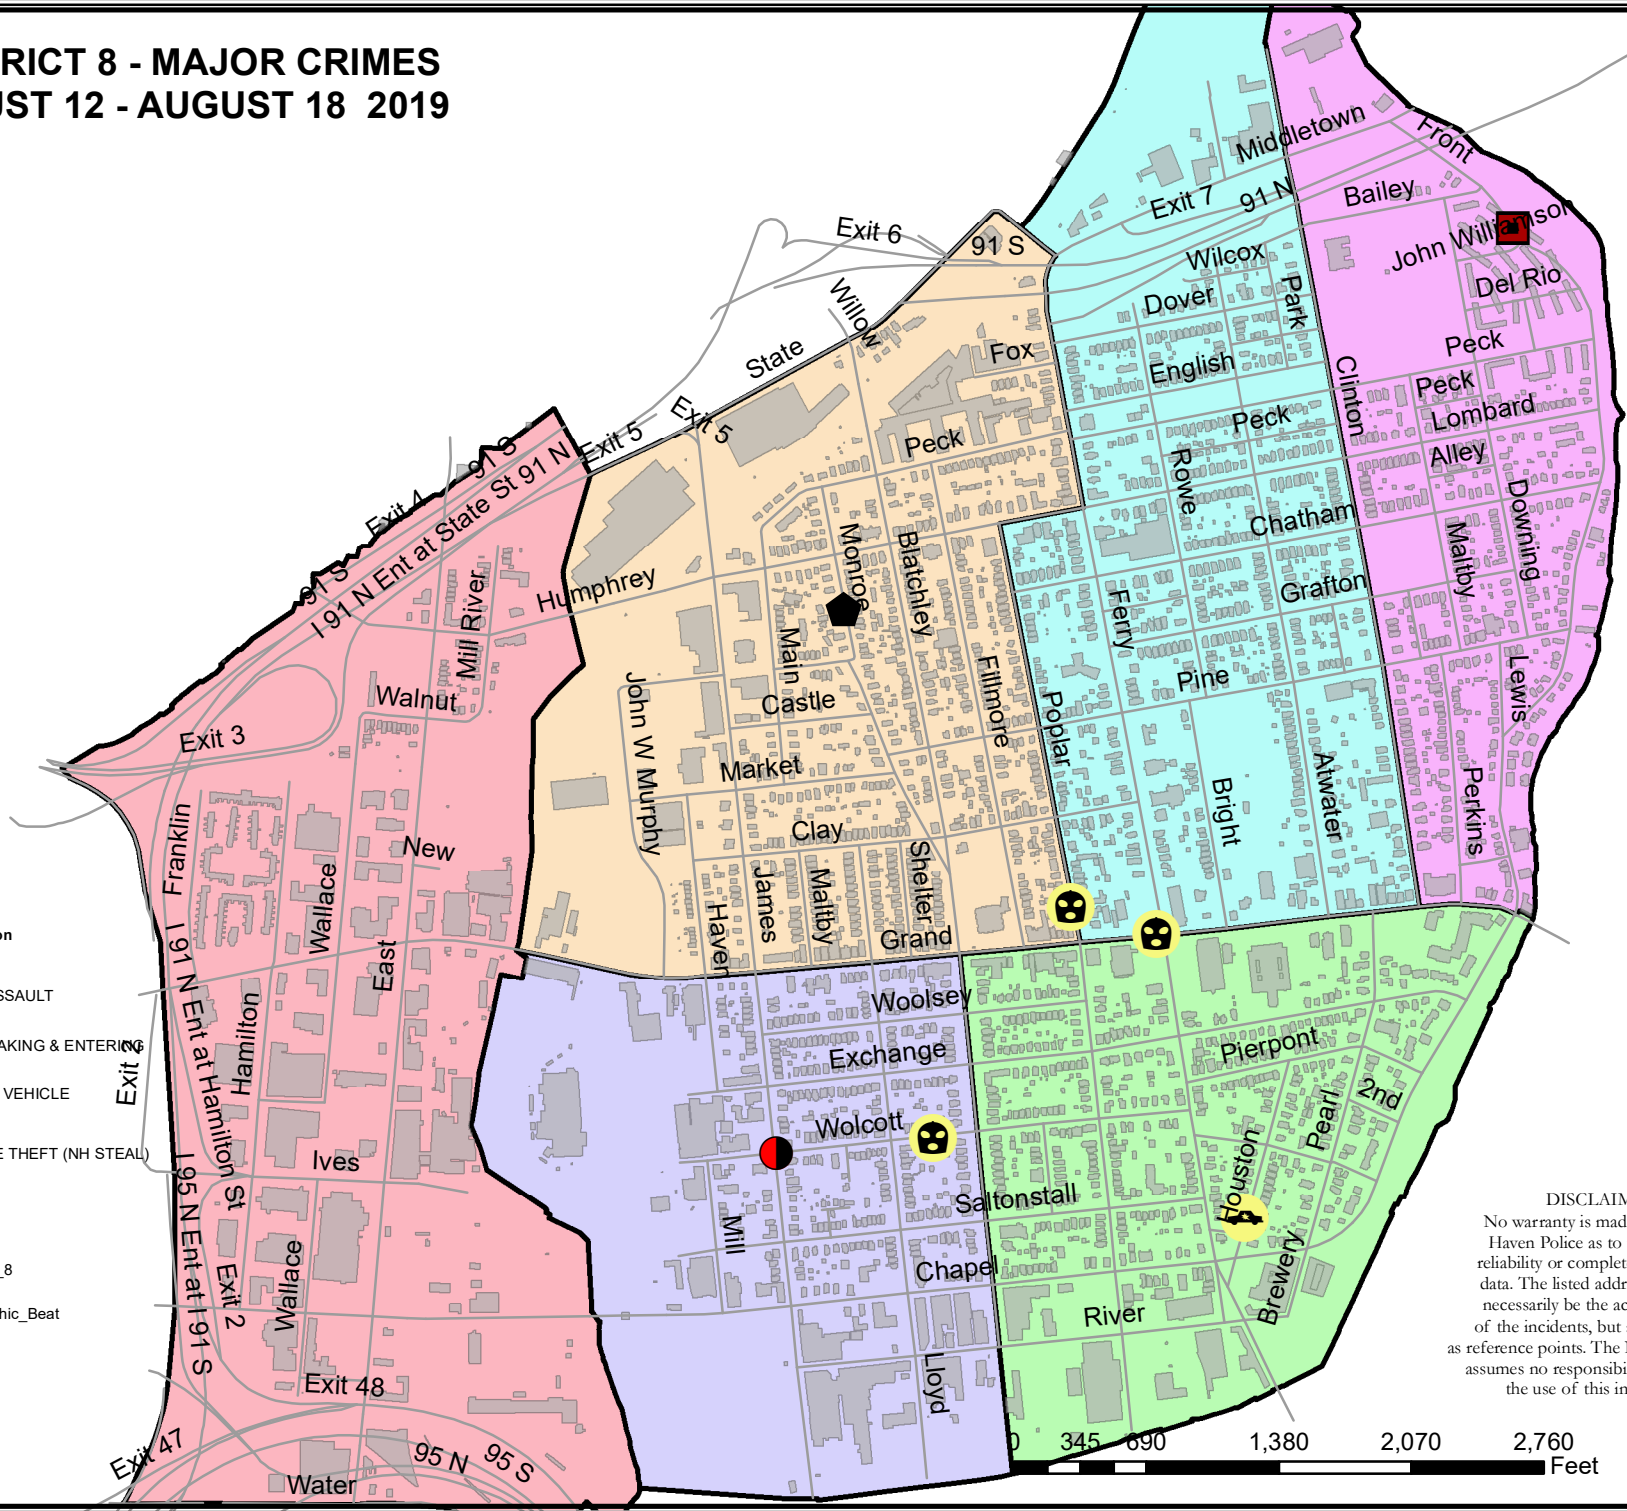 RICT 8 - MAJOR CRIMES
UST 12 - AUGUST 18 2019
Middletown
Front
Exit 7
91 N
Bailey
Exit 6
91 S
Wilcox
John Williamson
Willow
Dover
Park
Del Rio
State
Fox
English
Peck
Clinton
Peck
Exit 5
Exit 5
Peck
Peck
Lombard
91 S
91 N
Alley
Rowe
Exit 4
I 91 N Ent at State St
Chatham
Downing
Monroe
Blatchley
Maltby
91 S
Humphrey
Mill River
Ferry
Grafton
Main
Fillmore
Pine
Lewis
Walnut
Castle
John W Murphy
Poplar
Exit 3
Market
Bright
Atwater
Perkins
Franklin
New
Clay
Wallace
James
Maltby
Shelter
Haven
Grand
on
East
I 91 N Ent at Hamilton St
SSAULT
Hamilton
Woolsey
AKING & ENTERING
Exit 2
Exchange
Pierpont
VEHICLE
2nd
Pearl
Wolcott
E THEFT (NH STEAL)
Ives
Houston
Saltonstall
I 95 N Ent at I 91 S
Mill
_8
Exit 2
Wallace
Chapel
Brewery
hic_Beat
River
Lloyd
Exit 48
Exit 47
95 N
95 S
Water
DISCLAIM
No warranty is mad
Haven Police as to
reliability or complet
data. The listed addr
necessarily be the ac
of the incidents, but
as reference points. The
assumes no responsibi
the use of this in
0 345 690 1,380 2,070 2,760
Feet